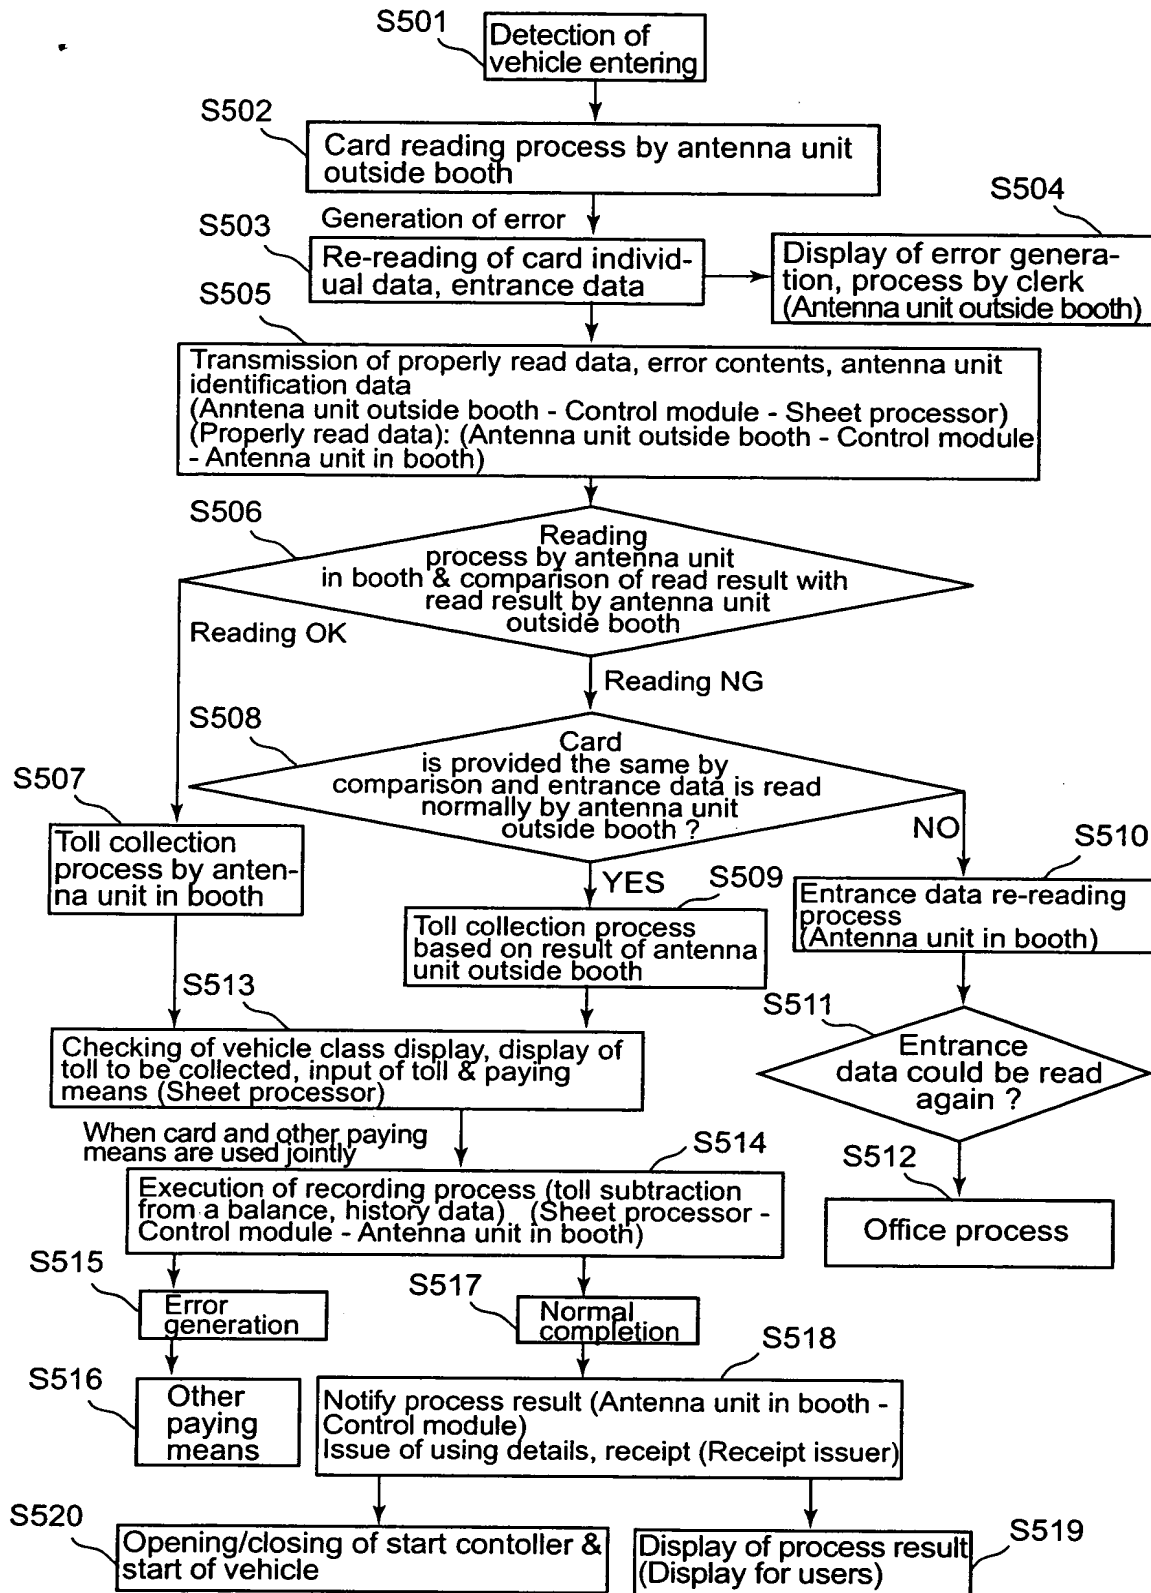 S501
Detection of
vehicle entering
S502
Card reading process by antenna unit
outside booth
Generation of error
S503
Re-reading of card individ-
ual data, entrance data
S504
Display of error genera-
tion, process by clerk
(Antenna unit outside booth)
S505
Transmission of properly read data, error contents, antenna unit
identification data
(Anntena unit outside booth - Control module - Sheet processor)
(Properly read data): (Antenna unit outside booth - Control module
- Antenna unit in booth)
S506
Reading
process by antenna unit
in booth & comparison of read result with
read result by antenna unit
outside booth
Reading OK
Reading NG
S508
Card
is provided the same by
comparison and entrance data is read
normally by antenna unit
outside booth ?
S507
Toll collection
process by anten-
na unit in booth
YES
NO
S509
Toll collection process
based on result of antenna
unit outside booth
S510
Entrance data re-reading
process
(Antenna unit in booth)
S511
Entrance
data could be read
again ?
S512
Office process
S513
Checking of vehicle class display, display of
toll to be collected, input of toll & paying
means (Sheet processor)
When card and other paying
means are used jointly
S514
Execution of recording process (toll subtraction
from a balance, history data) (Sheet processor -
Control module - Antenna unit in booth)
S515
Error
generation
S517
Normal
completion
S516
Other
paying
means
S518
Notify process result (Antenna unit in booth -
Control module)
Issue of using details, receipt (Receipt issuer)
S520
Opening/closing of start contoller &
start of vehicle
S519
Display of process result
(Display for users)